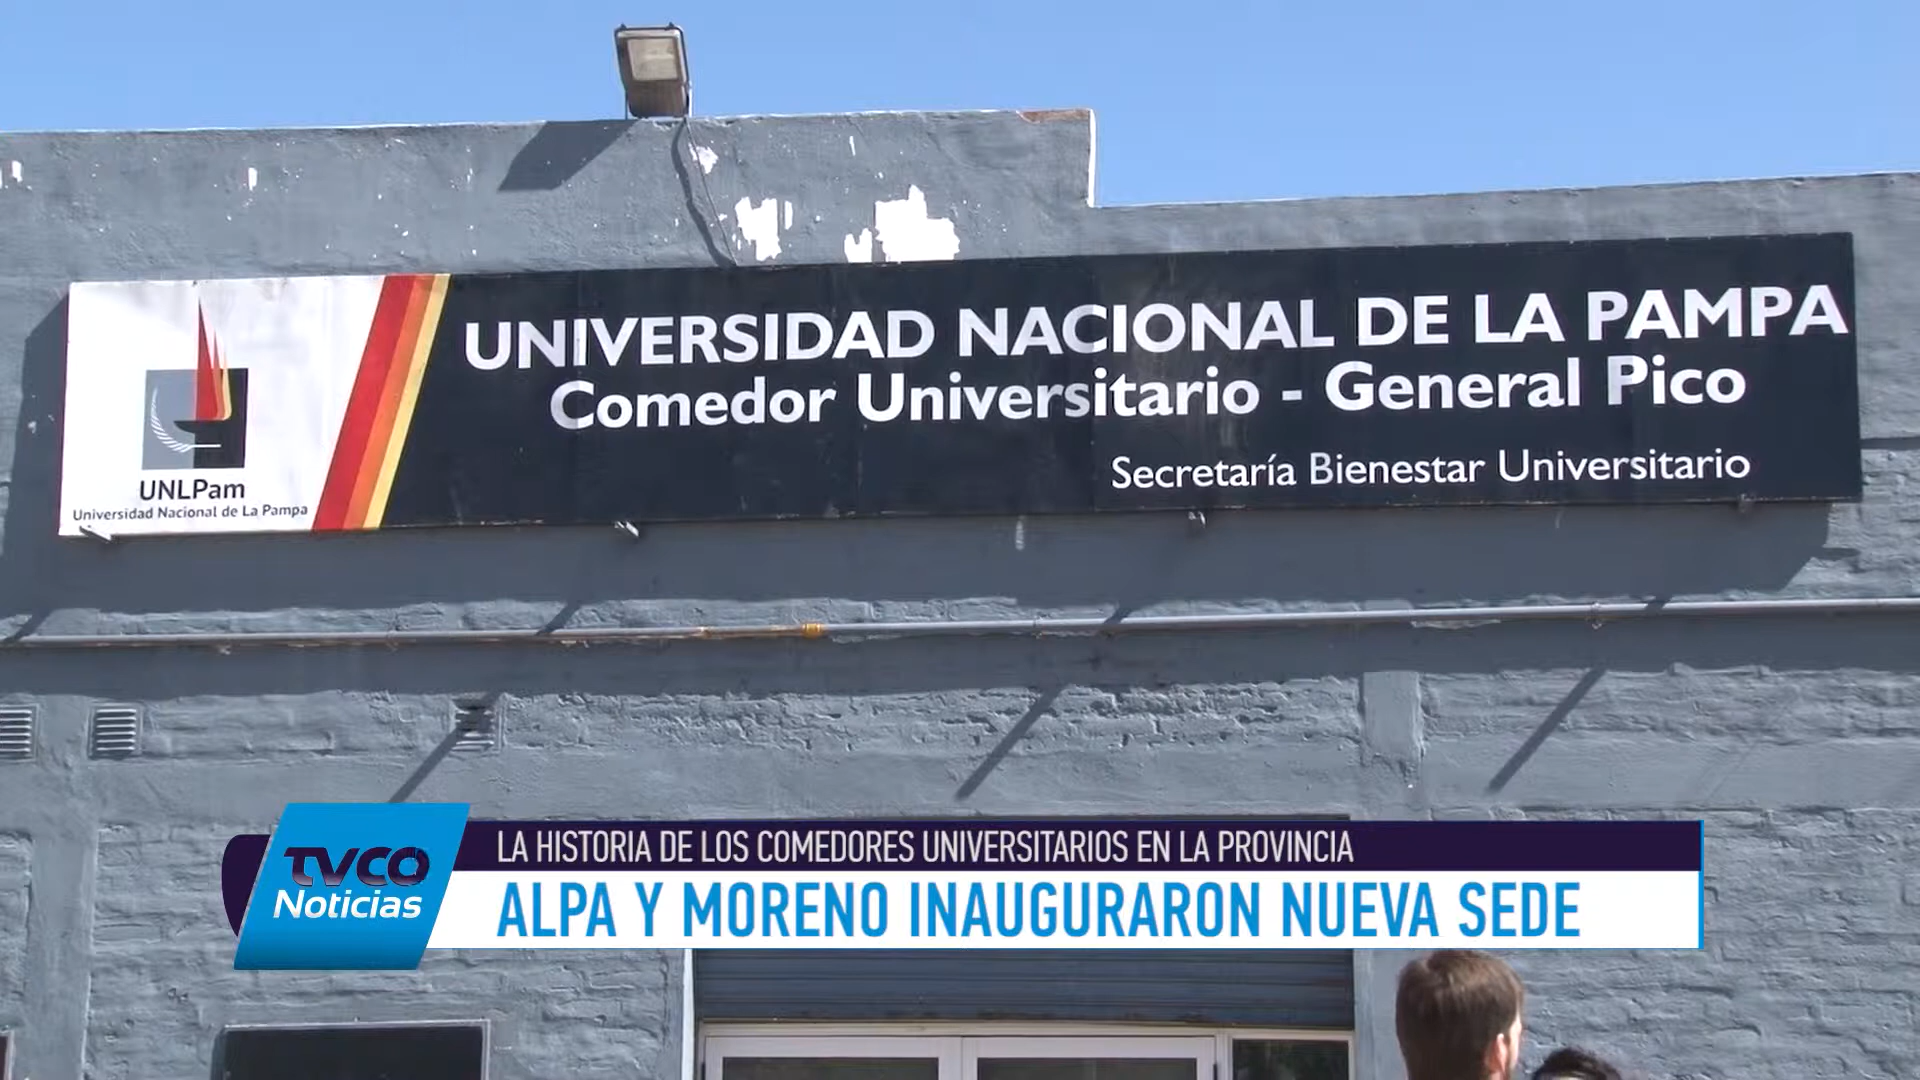 UNIVERSIDAD NACIONAL DE LA PAMPA
Comedor Universitario - General Pico
Secretaría Bienestar Universitario
UNLPam
Universidad Nacional de La Pampa
LA HISTORIA DE LOS COMEDORES UNIVERSITARIOS EN LA PROVINCIA
TVCO
Noticias
ALPA Y MORENO INAUGURARON NUEVA SEDE